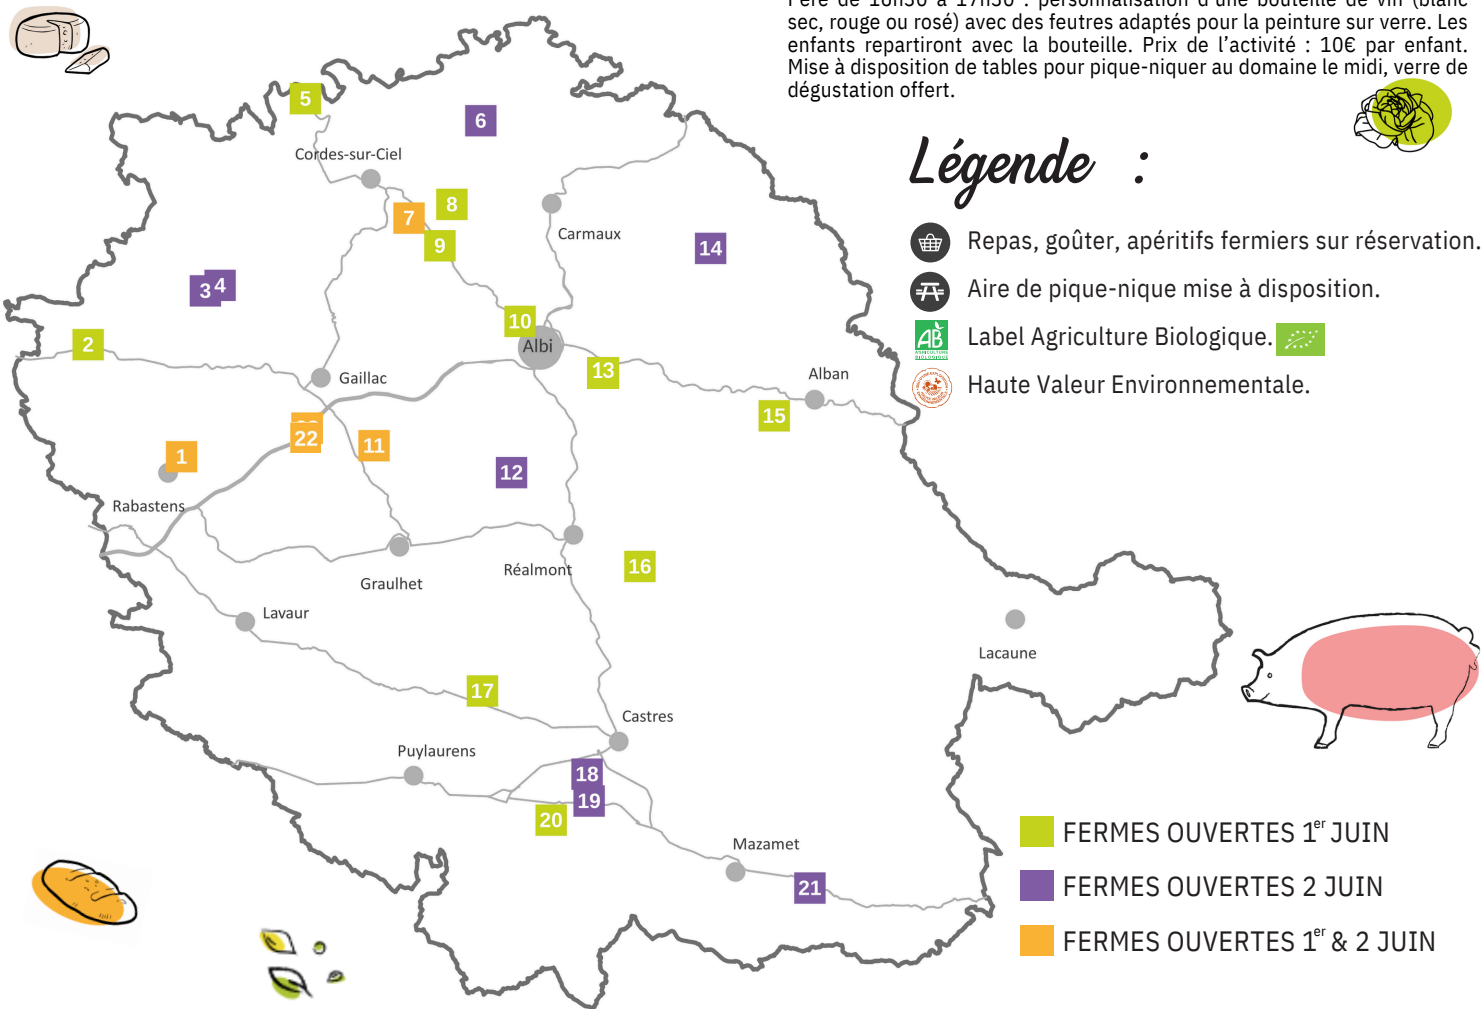 sec, rouge ou rosé) avec des feutres adaptés pour la peinture sur verre. Les
enfants repartiront avec la bouteille. Prix de l'activité : 10€ par enfant.
Mise à disposition de tables pour pique-niquer au domaine le midi, verre de
dégustation offert.
Légende :
Repas, goûter, apéritifs fermiers sur réservation.
Aire de pique-nique mise à disposition.
AB
AGRICULTURE
BIOLOGIQUE
Label Agriculture Biologique.
Haute Valeur Environnementale.
5
6
Cordes-sur-Ciel
8
7
9
Carmaux
14
3
4
10
2
Albi
13
Gaillac
Alban
15
22
11
1
12
Rabastens
Réalmont
16
Graulhet
Lavaur
Lacaune
17
Castres
Puylaurens
18
19
20
Mazamet
21
FERMES OUVERTES 1er JUIN
FERMES OUVERTES 2 JUIN
FERMES OUVERTES 1er & 2 JUIN